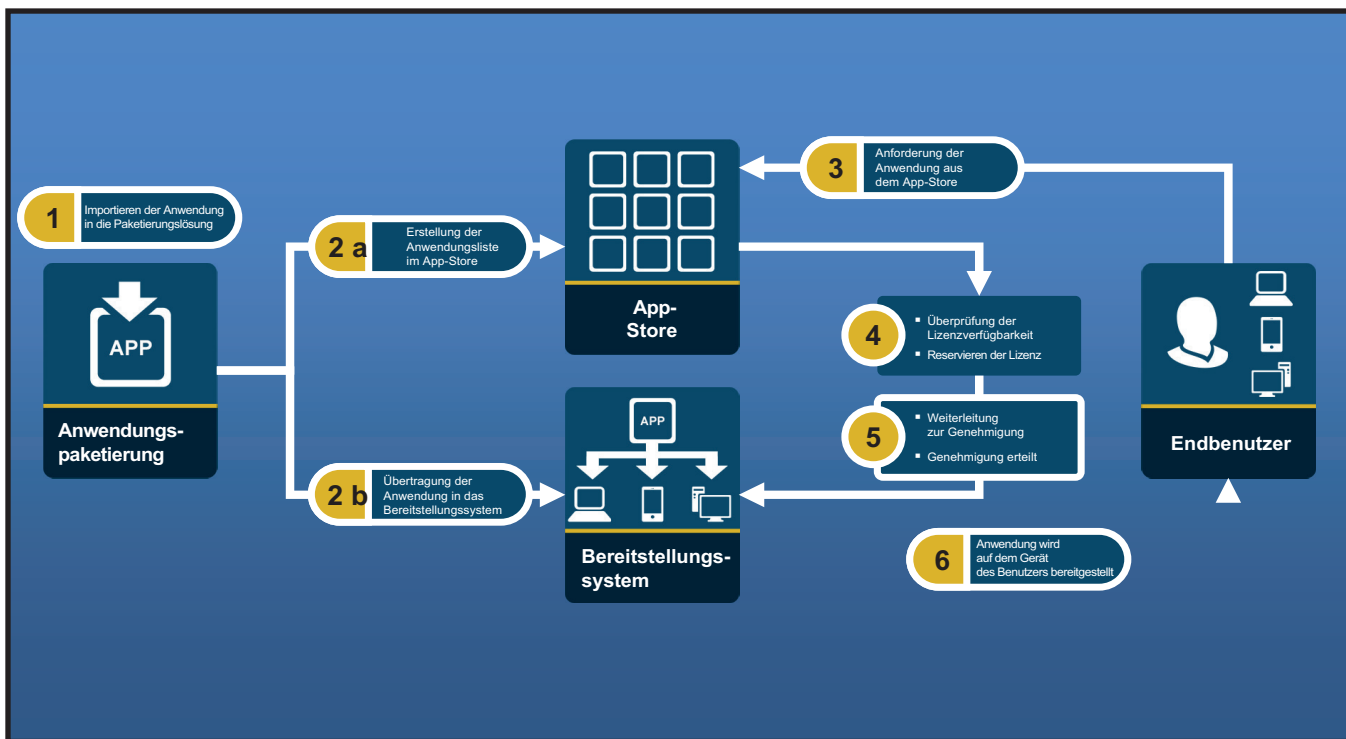 1
Importieren der Anwendung
in die Paketierungslösung
APP
Anwendungs-
paketierung
2 a
Erstellung der
Anwendungsliste
im App-Store
2 b
Übertragung der
Anwendung in das
Bereitstellungssystem
App-
Store
APP
Bereitstellungs-
system
3
Anforderung der
Anwendung aus
dem App-Store
4
▪ Überprüfung der
Lizenzverfügbarkeit
▪ Reservieren der Lizenz
5
▪ Weiterleitung
zur Genehmigung
▪ Genehmigung erteilt
6
Anwendung wird
auf dem Gerät
des Benutzers bereitgestellt
Endbenutzer